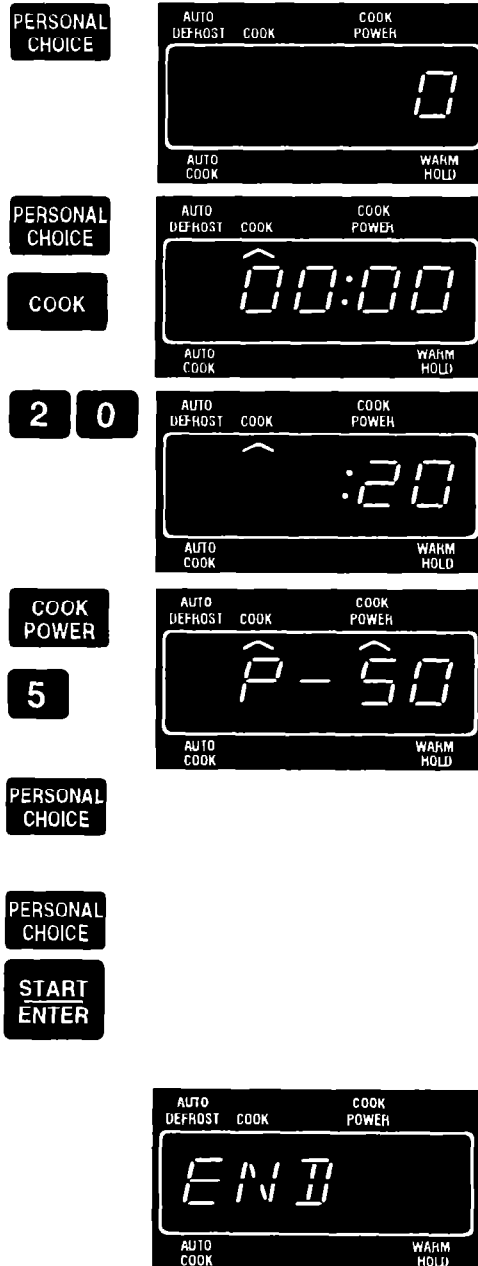 PERSONAL
CHOICE
AUTO COOK
DEFROST COOK POWER
0
AUTO WARM
COOK HOLD
PERSONAL
CHOICE
COOK
AUTO COOK
DEFROST COOK POWER
00:00
AUTO WARM
COOK HOLD
2 0
AUTO COOK
DEFROST COOK POWER
:20
AUTO WARM
COOK HOLD
COOK
POWER
5
AUTO COOK
DEFROST COOK POWER
P-50
AUTO WARM
COOK HOLD
PERSONAL
CHOICE
PERSONAL
CHOICE
START
ENTER
AUTO COOK
DEFROST COOK POWER
END
AUTO WARM
COOK HOLD